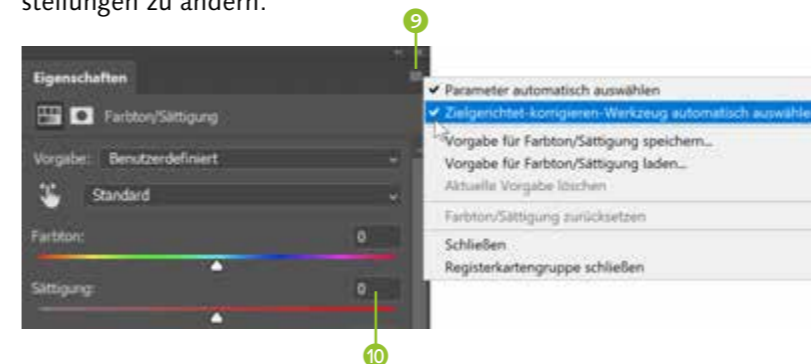 stellungen zu ändern.
9
Eigenschaften
Farbton/Sättigung
Vorgabe: Benutzerdefiniert
Standard
Farbton: 0
Sättigung: 0
Parameter automatisch auswählen
Zielgerichtet-korrigieren-Werkzeug automatisch auswähle
Vorgabe für Farbton/Sättigung speichern...
Vorgabe für Farbton/Sättigung laden...
Aktuelle Vorgabe löschen
Farbton/Sättigung zurücksetzen
Schließen
Registerkartengruppe schließen
10